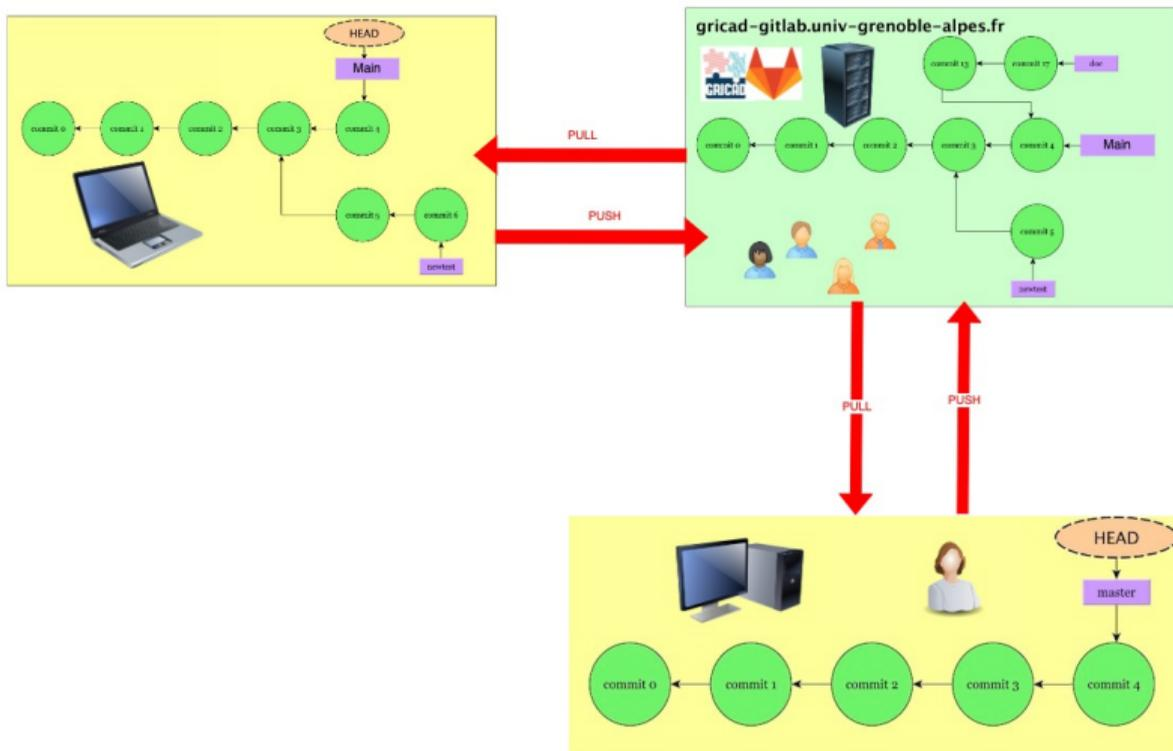 HEAD
Main
commit 0
commit 1
commit 2
commit 3
commit 4
commit 5
commit 6
newtest
PULL
PUSH
gricad-gitlab.univ-grenoble-alpes.fr
GRICAD
commit 13
commit 17
doc
commit 0
commit 1
commit 2
commit 3
commit 4
Main
commit 5
newtest
PULL
PUSH
HEAD
master
commit 0
commit 1
commit 2
commit 3
commit 4